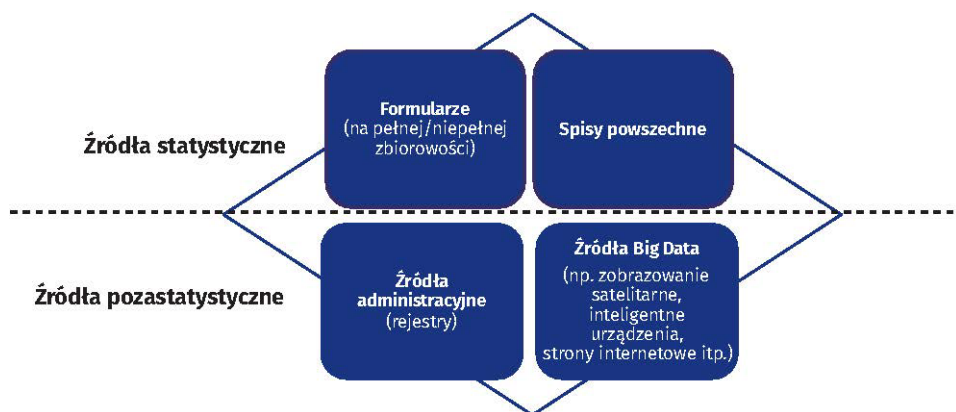 Źródła statystyczne
Formularze
(na pełnej/niepełnej
zbiorowości)
Spisy powszechne
Źródła pozastatystyczne
Źródła
administracyjne
(rejestry)
Źródła Big Data
(np. zobrazowanie
satelitarne,
inteligentne
urządzenia,
strony internetowe itp.)